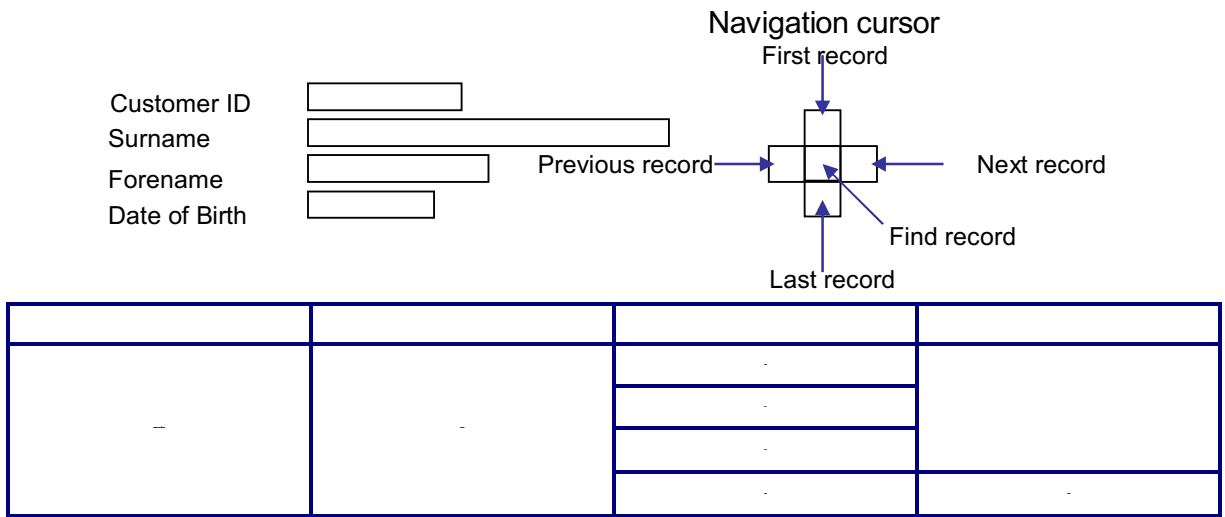 Navigation cursor
First record
Customer ID
Surname
Forename
Date of Birth
Previous record
Next record
Find record
Last record